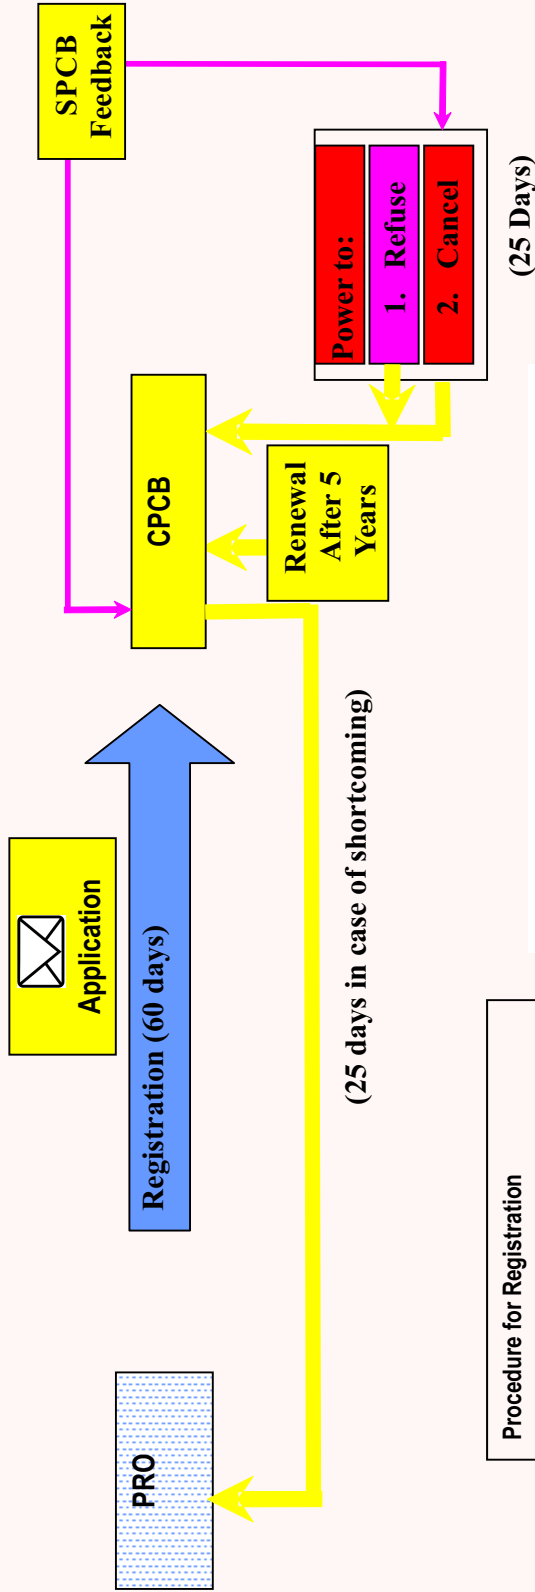 SPCB
Feedback
Application
Registration (60 days)
PRO
CPCB
Power to:
1. Refuse
2. Cancel
(25 Days)
Renewal
After 5
Years
(25 days in case of shortcoming)
Procedure for Registration